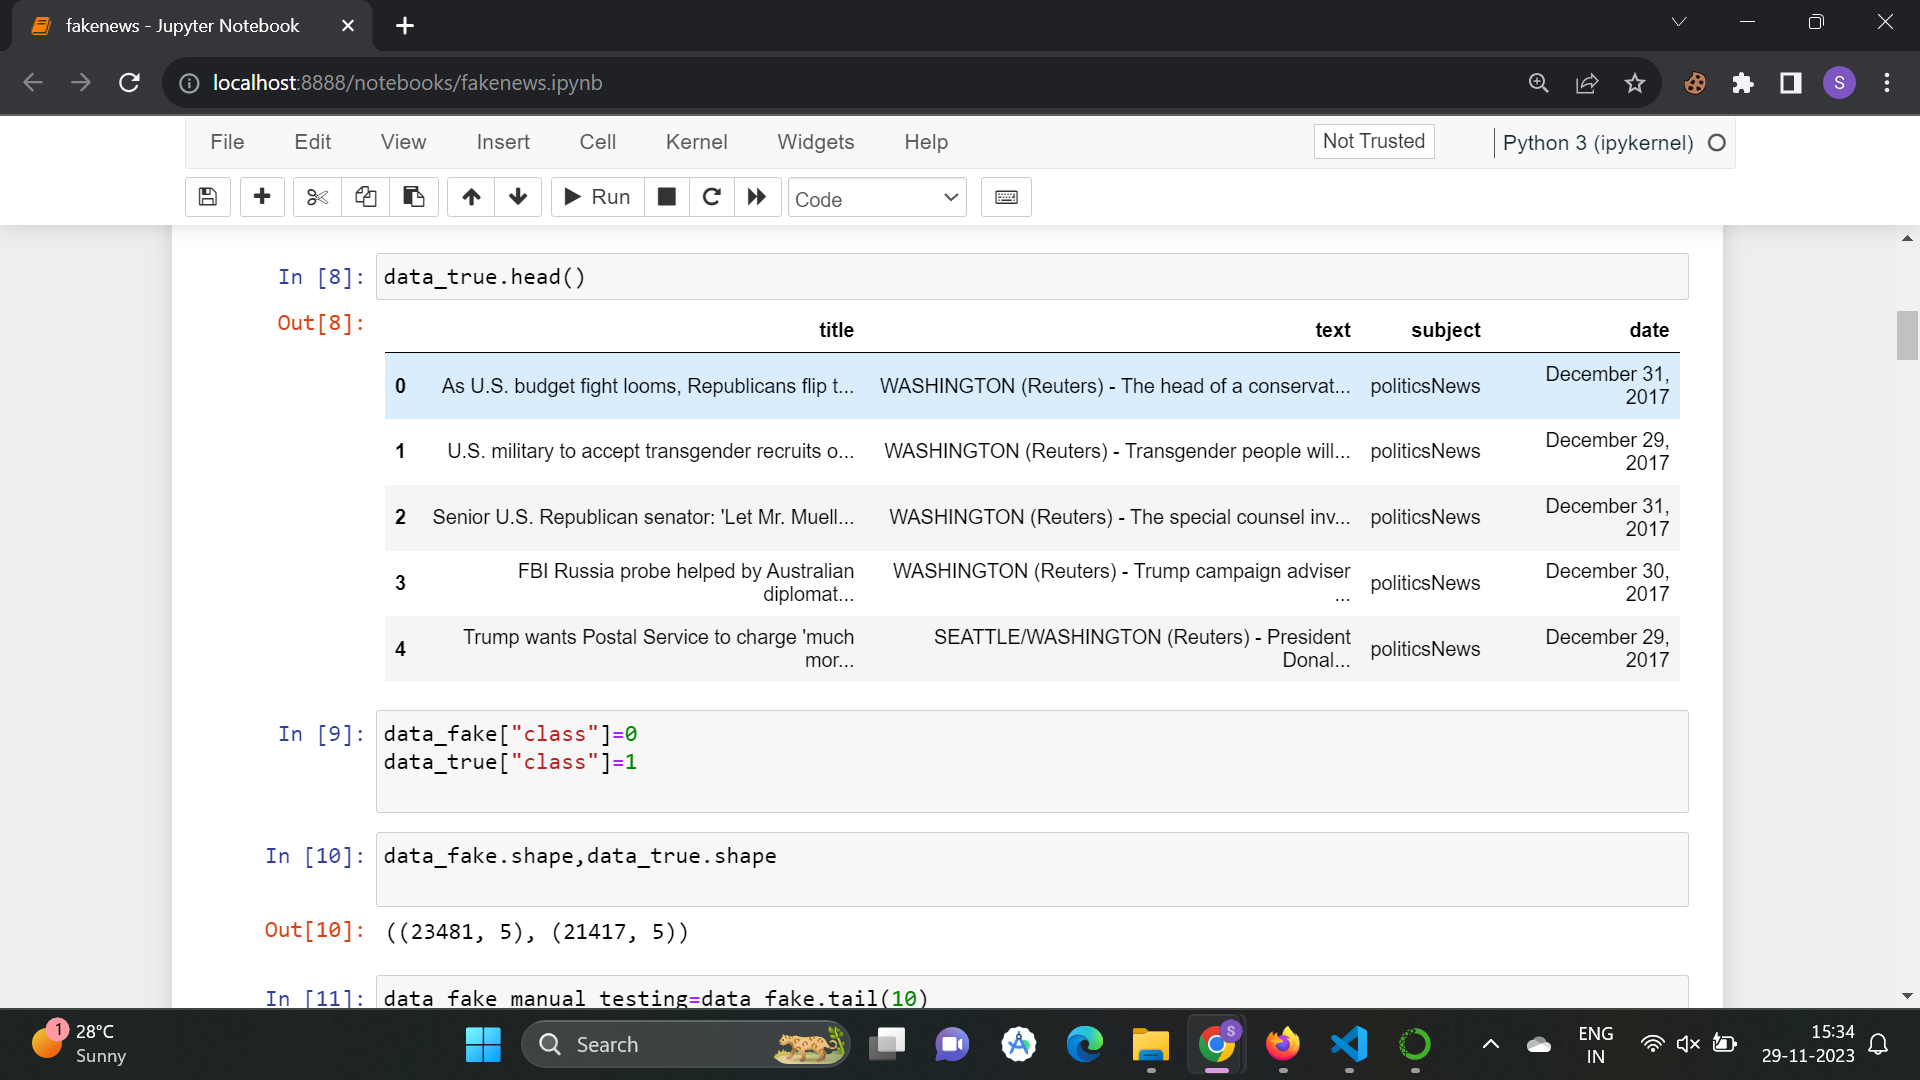 fakenews - Jupyter Notebook
localhost:8888/notebooks/fakenews.ipynb
S
File Edit View Insert Cell Kernel Widgets Help Not Trusted Python 3 (ipykernel)
Run Code
In [8]: data_true.head()
Out[8]:
title text subject date
0 As U.S. budget fight looms, Republicans flip t... WASHINGTON (Reuters) - The head of a conservat... politicsNews December 31, 2017
1 U.S. military to accept transgender recruits o... WASHINGTON (Reuters) - Transgender people will... politicsNews December 29, 2017
2 Senior U.S. Republican senator: 'Let Mr. Muell... WASHINGTON (Reuters) - The special counsel inv... politicsNews December 31, 2017
3 FBI Russia probe helped by Australian diplomat... WASHINGTON (Reuters) - Trump campaign adviser ... politicsNews December 30, 2017
4 Trump wants Postal Service to charge 'much mor... SEATTLE/WASHINGTON (Reuters) - President Donal... politicsNews December 29, 2017
In [9]: data_fake["class"]=0
data_true["class"]=1
In [10]: data_fake.shape,data_true.shape
Out[10]: ((23481, 5), (21417, 5))
In [11]: data_fake_manual_testing=data_fake.tail(10)
1
28°C
Sunny
Search
S
ENG
IN
15:34
29-11-2023